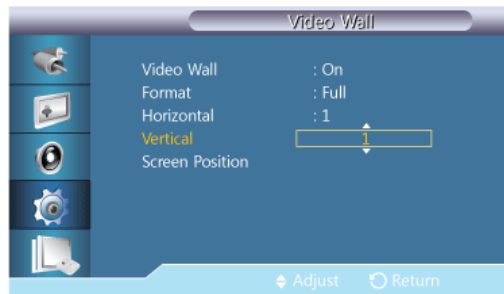 Video Wall
Video Wall : On
Format : Full
Horizontal : 1
Vertical 1
Screen Position
Adjust Return